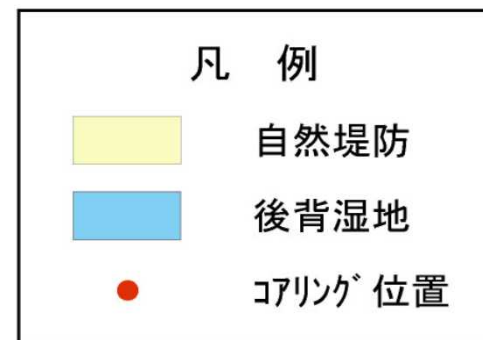 凡　例
自然堤防
後背湿地
ｺｱﾘﾝｸﾞ位置